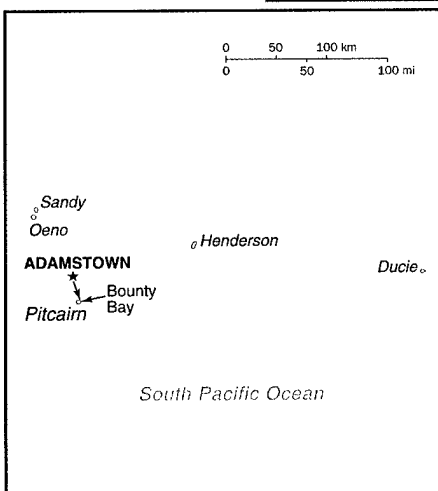 0 50 100 km
0 50 100 mi
Sandy
Oeno
Henderson
ADAMSTOWN
Ducie
Bounty
Bay
Pitcairn
South Pacific Ocean